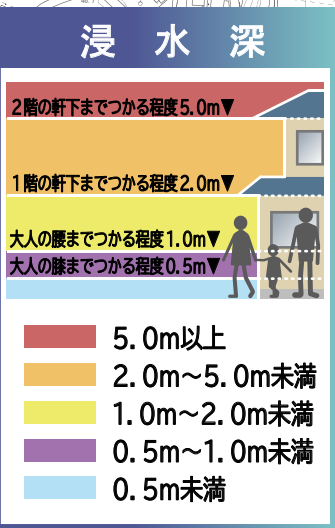 浸水深
2階の軒下までつかる程度5.0m▼
1階の軒下までつかる程度2.0m▼
大人の腰までつかる程度1.0m▼
大人の膝までつかる程度0.5m▼
5.0m以上
2.0m～5.0m未満
1.0m～2.0m未満
0.5m～1.0m未満
0.5m未満